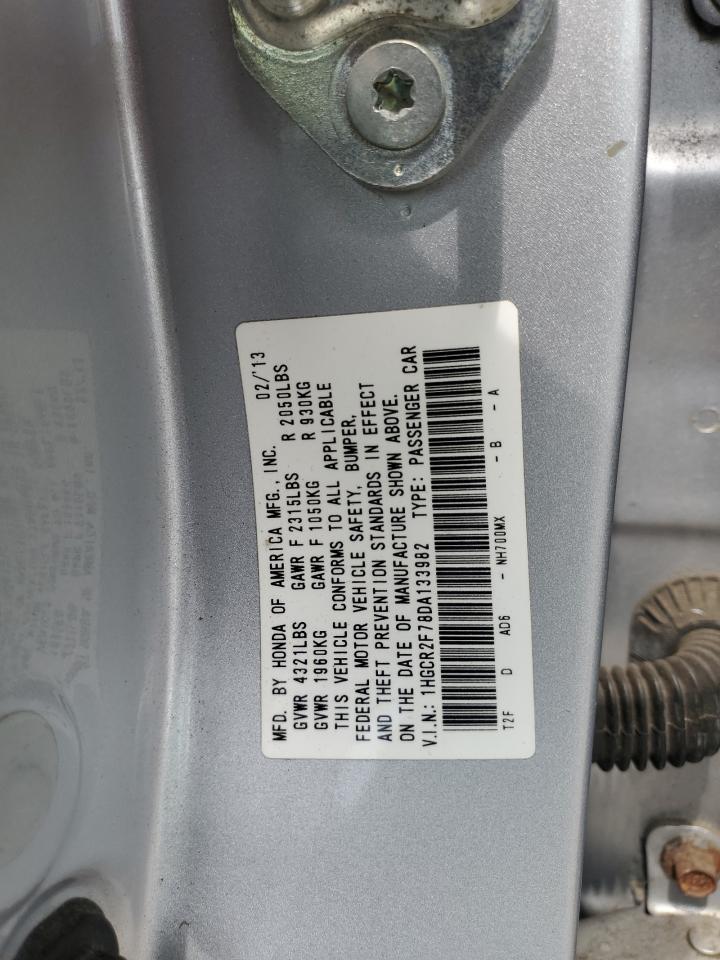 MFD. BY HONDA OF AMERICA MFG., INC. 02/'13
GVWR 4321LBS GAWR F 2315LBS R 2050LBS
GVWR 1960KG GAWR F 1050KG R 930KG
THIS VEHICLE CONFORMS TO ALL APPLICABLE
FEDERAL MOTOR VEHICLE SAFETY, BUMPER,
AND THEFT PREVENTION STANDARDS IN EFFECT
ON THE DATE OF MANUFACTURE SHOWN ABOVE.
V.I.N.: 1HGCR2F78DA133982 TYPE: PASSENGER CAR
T2F D AD6 - NH700MX - B - A